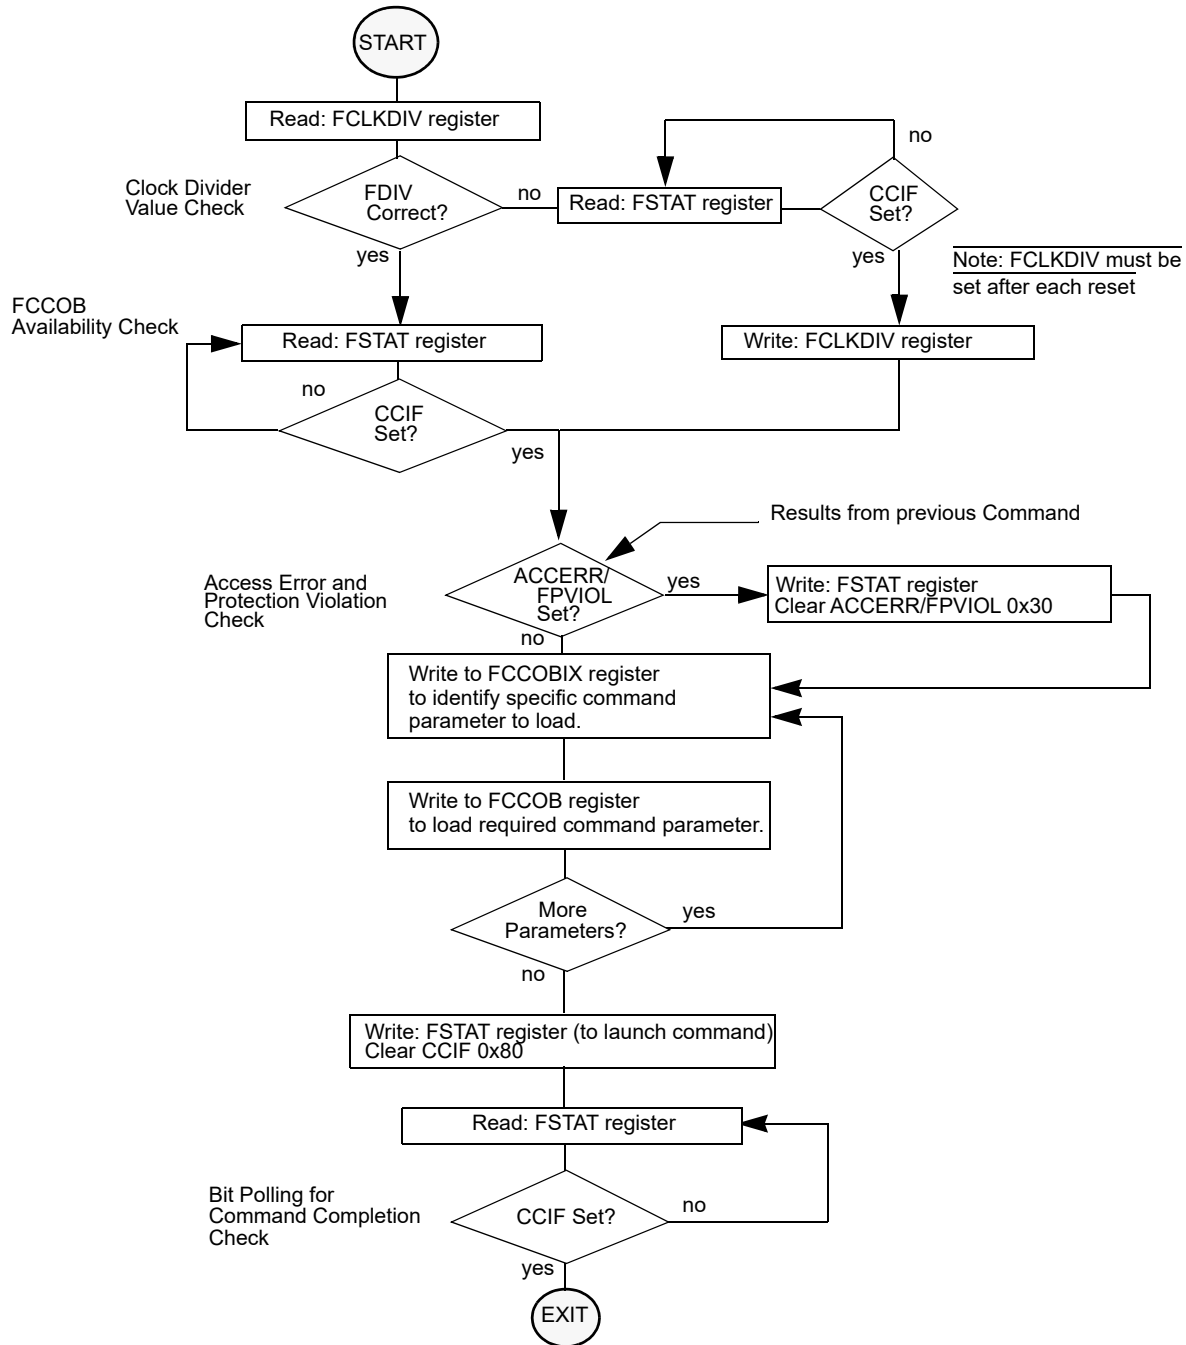 START
Read: FCLKDIV register
Clock Divider
Value Check
FDIV
Correct?
no
Read: FSTAT register
CCIF
Set?
no
yes
yes
Note: FCLKDIV must be
set after each reset
FCCOB
Availability Check
Read: FSTAT register
Write: FCLKDIV register
no
CCIF
Set?
yes
Results from previous Command
Access Error and
Protection Violation
Check
ACCERR/
FPVIOL
Set?
yes
Write: FSTAT register
Clear ACCERR/FPVIOL 0x30
no
Write to FCCOBIX register
to identify specific command
parameter to load.
Write to FCCOB register
to load required command parameter.
More
Parameters?
yes
no
Write: FSTAT register (to launch command)
Clear CCIF 0x80
Read: FSTAT register
Bit Polling for
Command Completion
Check
CCIF Set?
no
yes
EXIT